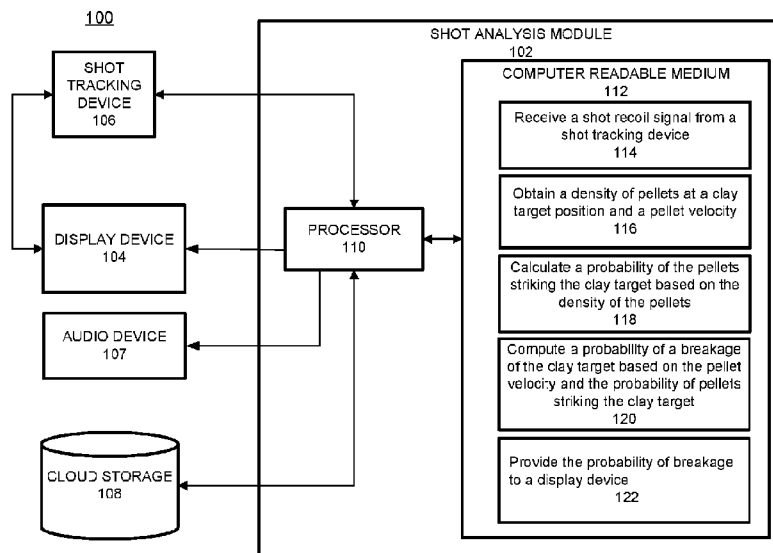 100
SHOT
TRACKING
DEVICE
106
DISPLAY DEVICE
104
AUDIO DEVICE
107
CLOUD STORAGE
108
SHOT ANALYSIS MODULE
102
PROCESSOR
110
COMPUTER READABLE MEDIUM
112
Receive a shot recoil signal from a
shot tracking device
114
Obtain a density of pellets at a clay
target position and a pellet velocity
116
Calculate a probability of the pellets
striking the clay target based on the
density of the pellets
118
Compute a probability of a breakage
of the clay target based on the pellet
velocity and the probability of pellets
striking the clay target
120
Provide the probability of breakage
to a display device
122